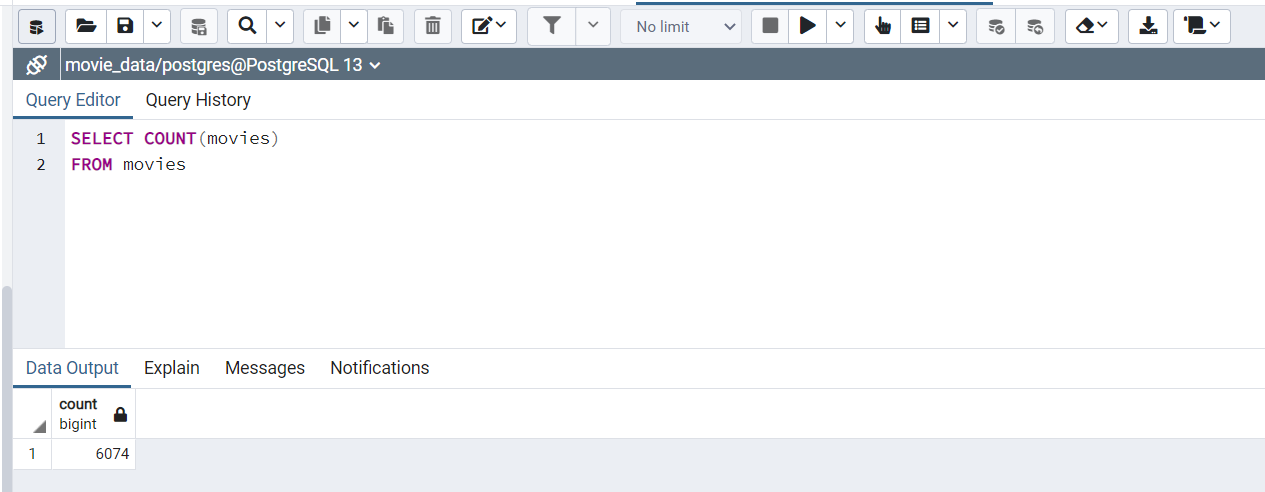 No limit
movie_data/postgres@PostgreSQL 13
Query Editor Query History
1 SELECT COUNT(movies)
2 FROM movies
Data Output Explain Messages Notifications
count
bigint
1 6074